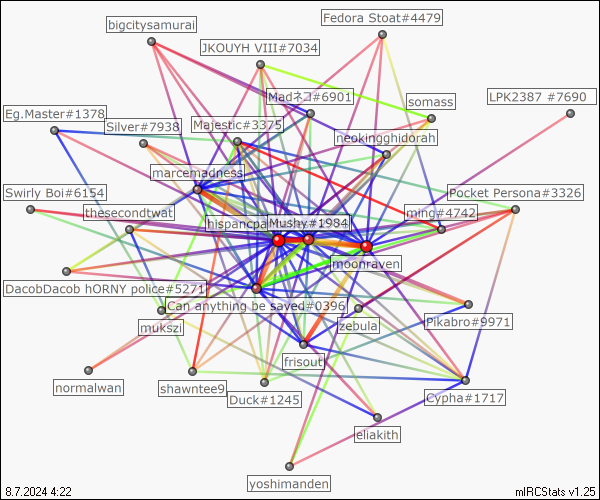 Fedora Stoat#4479
bigcitysamurai
JKOUYH VIII#7034
Madネコ#6901
LPK2387 #7690
somass
Eg.Master#1378
Silver#7938
Majestic#3375
neokingghidorah
marcemadness
Swirly Boi#6154
Pocket Persona#3326
thesecondtwat
ming#4742
hispancpa
Mushy#1984
moonraven
DacobDacob hORNY police#5271
Can anything be saved#0396
mukszi
zebula
Pikabro#9971
frisout
normalwan
shawntee9
Duck#1245
Cypha#1717
eliakith
yoshimanden
8.7.2024 4:22
mIRCStats v1.25